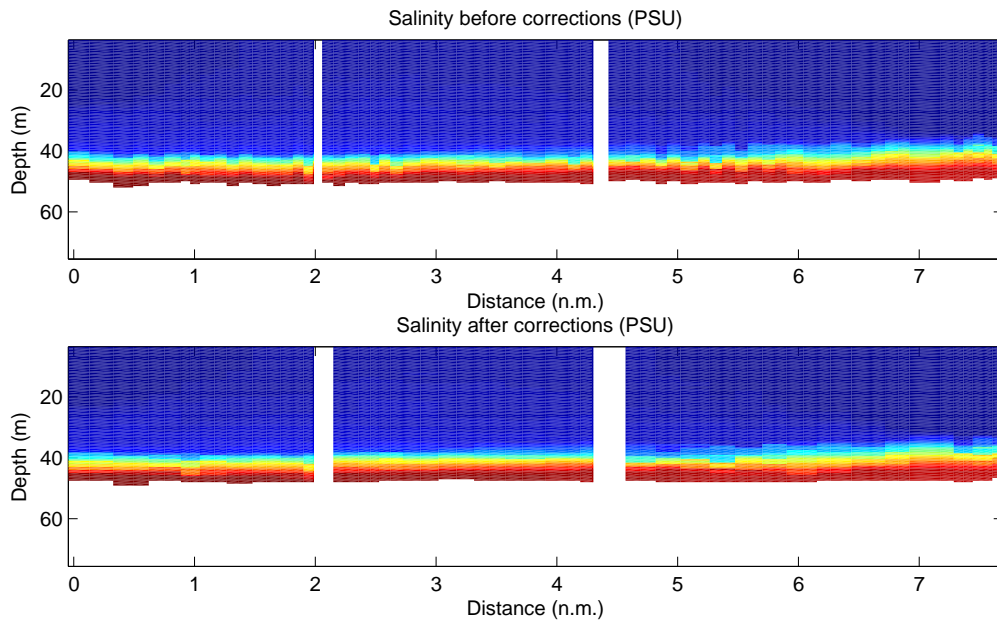 Salinity before corrections (PSU)
20
40
60
Depth (m)
0 1 2 3 4 5 6 7
Distance (n.m.)
Salinity after corrections (PSU)
20
40
60
Depth (m)
0 1 2 3 4 5 6 7
Distance (n.m.)